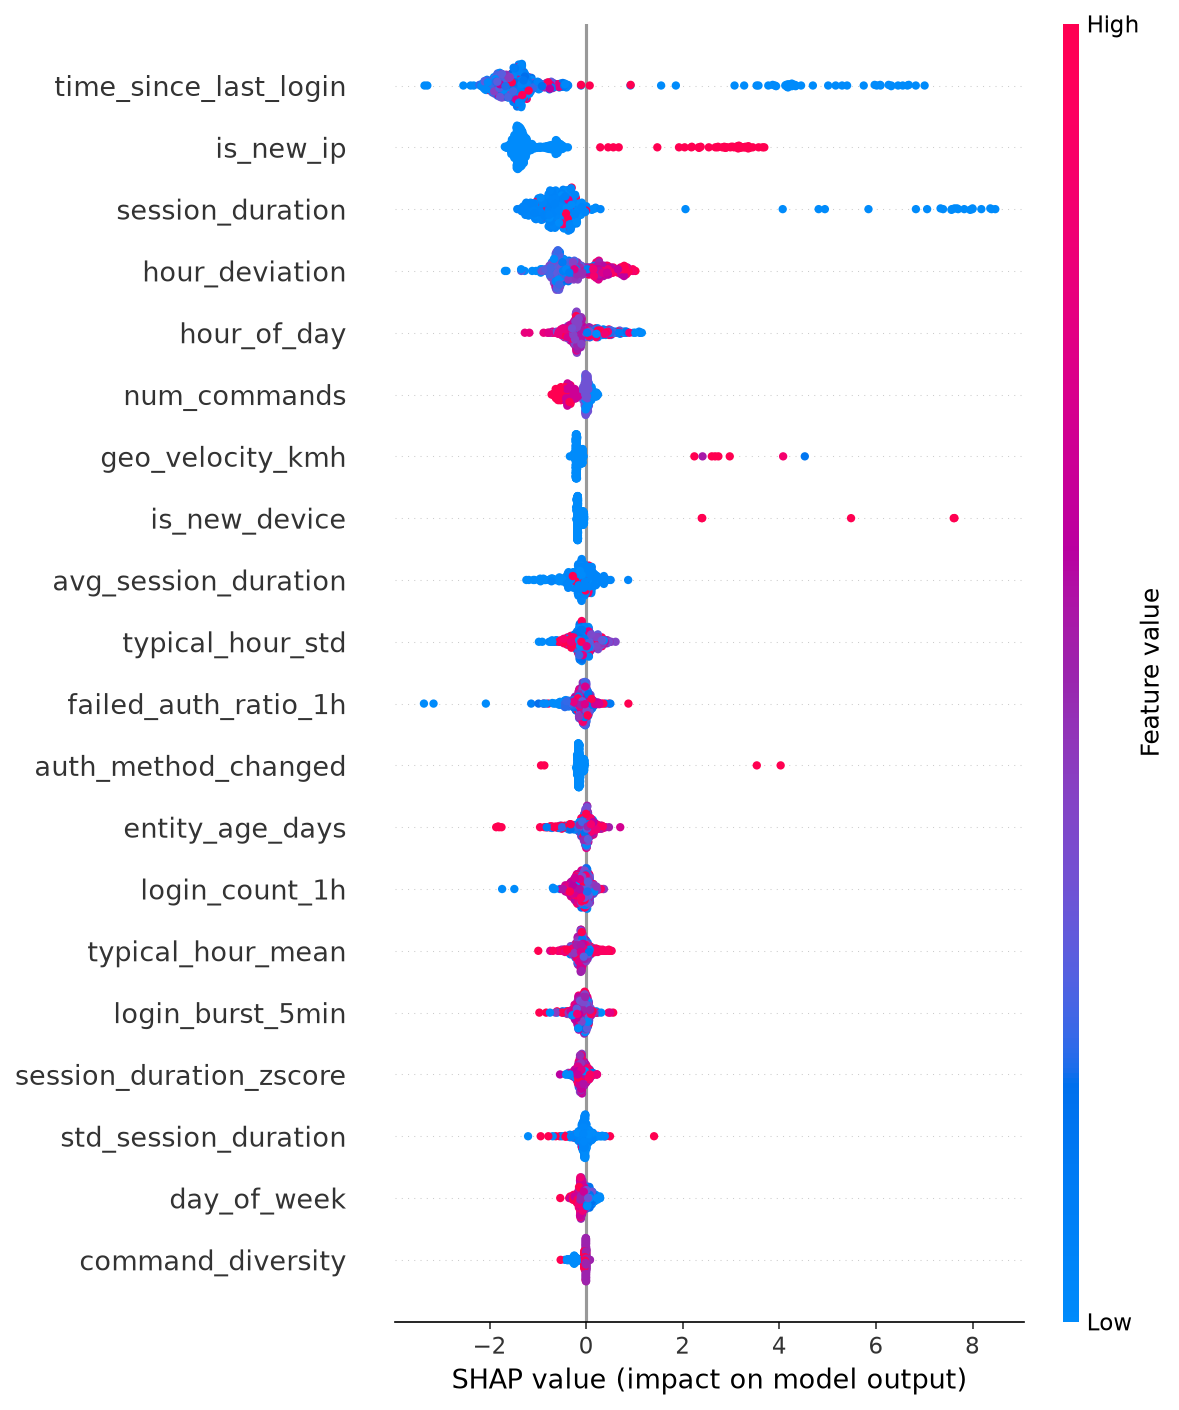 High
time_since_last_login
is_new_ip
session_duration
hour_deviation
hour_of_day
num_commands
geo_velocity_kmh
is_new_device
avg_session_duration
typical_hour_std
failed_auth_ratio_1h
auth_method_changed
entity_age_days
login_count_1h
typical_hour_mean
login_burst_5min
session_duration_zscore
std_session_duration
day_of_week
command_diversity
Feature value
Low
−2 0 2 4 6 8
SHAP value (impact on model output)